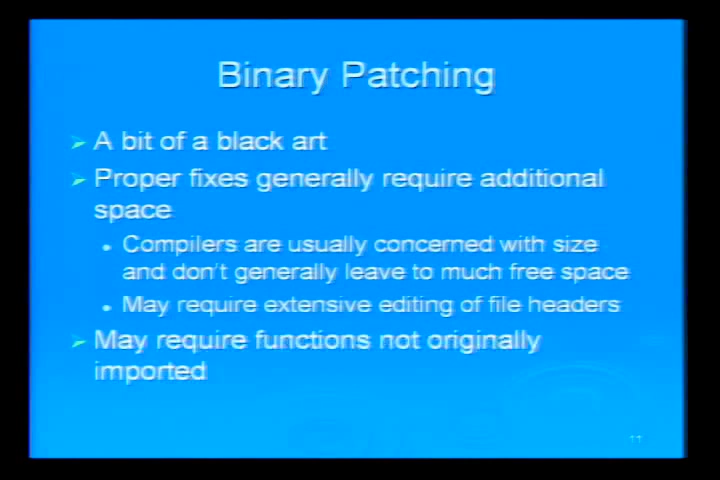 Binary Patching
A bit of a black art
Proper fixes generally require additional
space
Compilers are usually concerned with size
and don't generally leave to much free space
May require extensive editing of file headers
May require functions not originally
imported
11